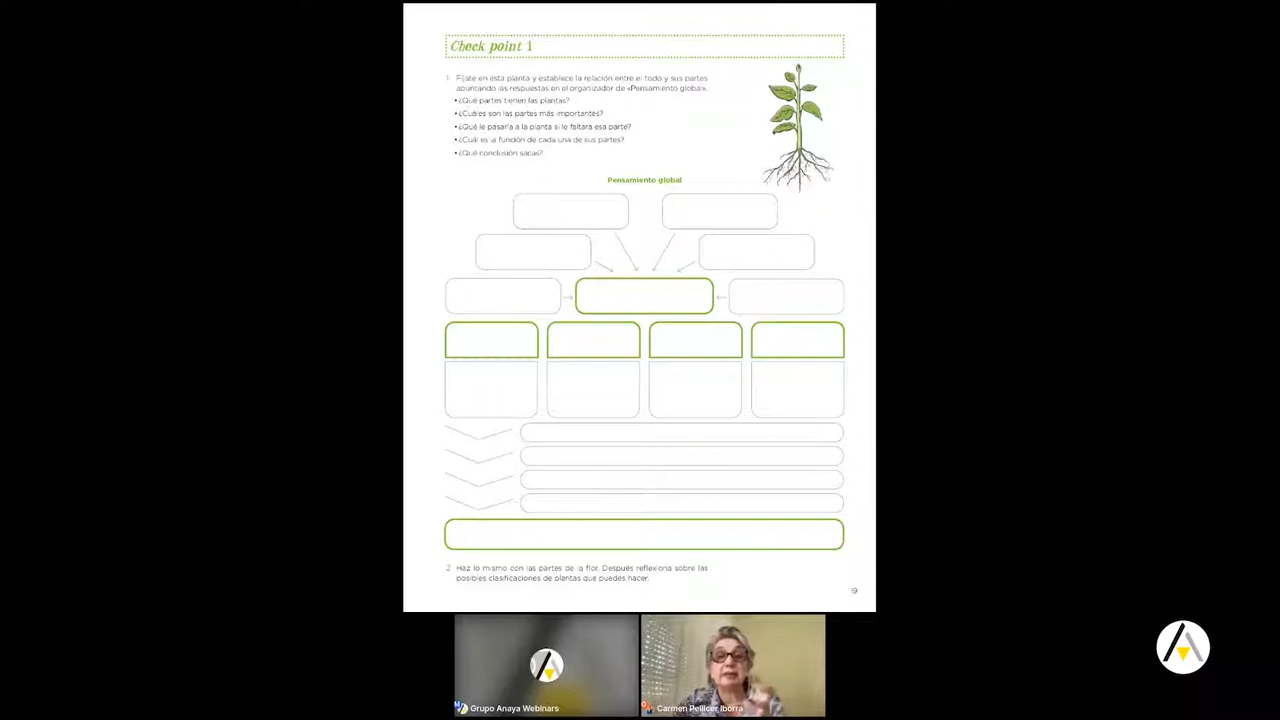 Check point 1
1 Fíjate en esta planta y establece la relación entre el todo y sus partes
apuntando las respuestas en el organizador de «Pensamiento global».
• ¿Qué partes tienen las plantas?
• ¿Cuáles son las partes más importantes?
• ¿Qué le pasaría a la planta si le faltara esa parte?
• ¿Cuál es la función de cada una de sus partes?
• ¿Qué conclusión sacas?
Pensamiento global
2 Haz lo mismo con las partes de la flor. Después reflexiona sobre las
posibles clasificaciones de plantas que puedes hacer.
19
Grupo Anaya Webinars
Carmen Pellicer Iborra